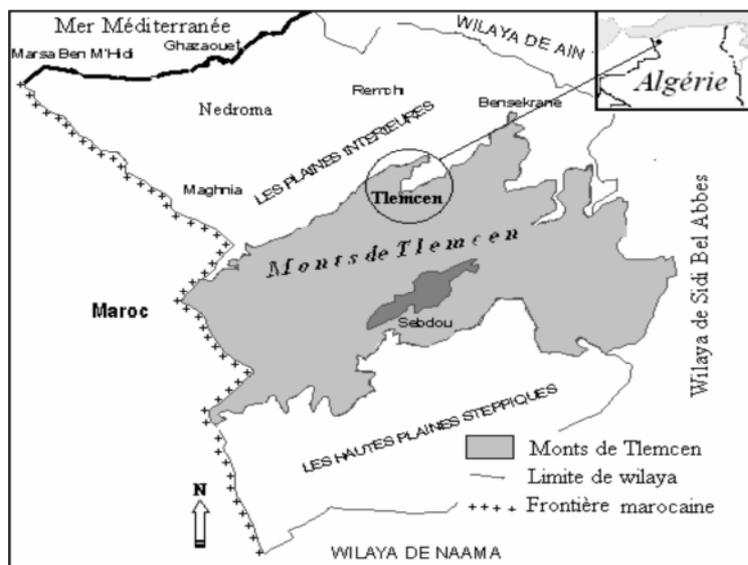 Mer Méditerranée
Ghazaouet
Marsa Ben M'Hidi
WILAYA DE AIN
Algérie
Remchi
Bensekrane
Nedroma
LES PLAINES INTERIEURES
Maghnia
Tlemcen
Monts de Tlemcen
Maroc
Sebdou
Wilaya de Sidi Bel Abbes
LES HAUTES PLAINES STEPPIQUES
Monts de Tlemcen
Limite de wilaya
Frontière marocaine
N
WILAYA DE NAAMA